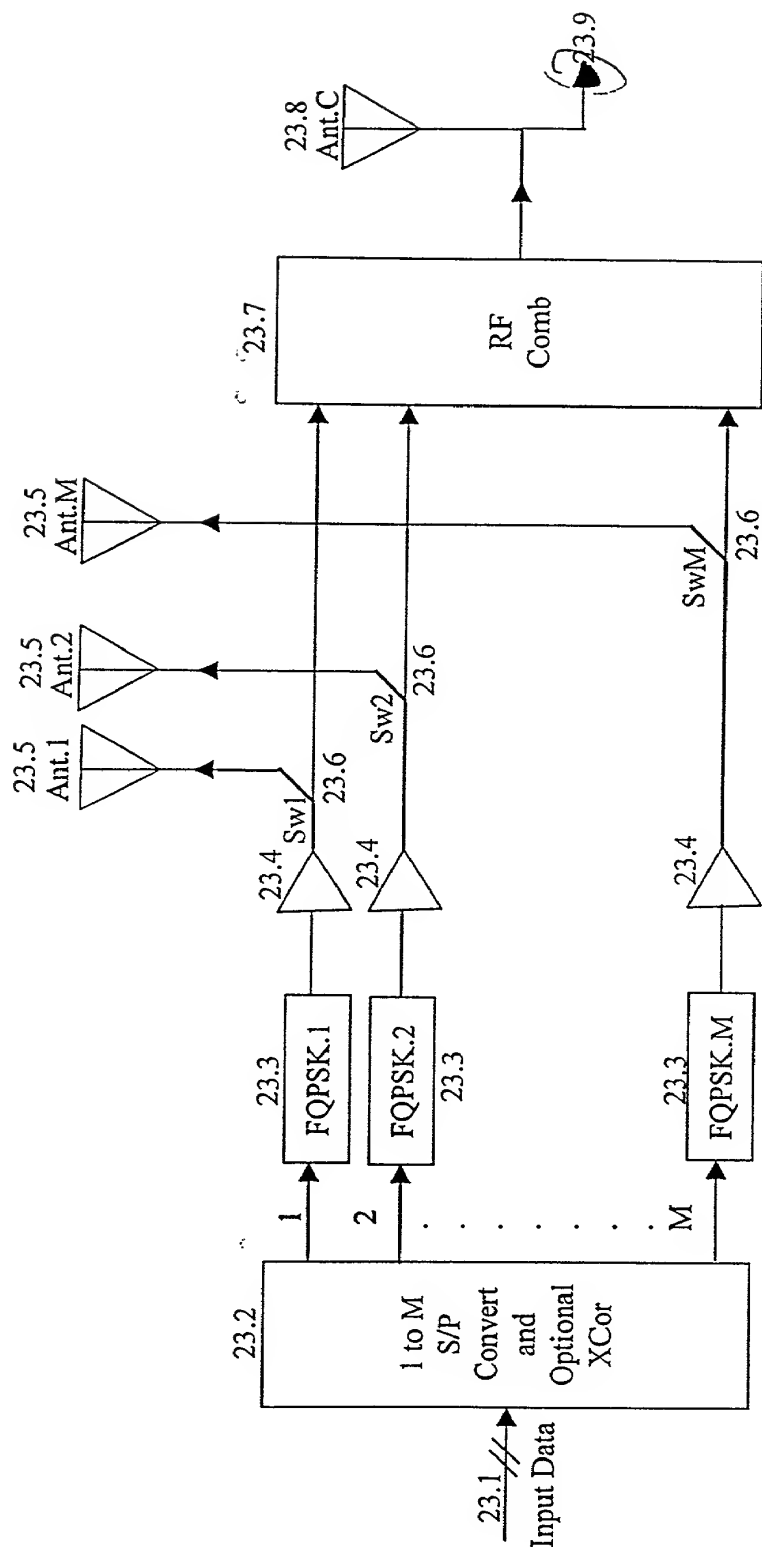 23.1
Input Data
23.2
1 to M
S/P
Convert
and
Optional
XCor
1
2
. . . . . . .
M
23.3
FQPSK.1
FQPSK.2
23.3
FQPSK.M
23.3
23.4
23.4
23.4
Sw1
23.6
Sw2
23.6
SwM
23.6
23.5
Ant.1
23.5
Ant.2
23.5
Ant.M
23.7
RF
Comb
23.8
Ant.C
23.9